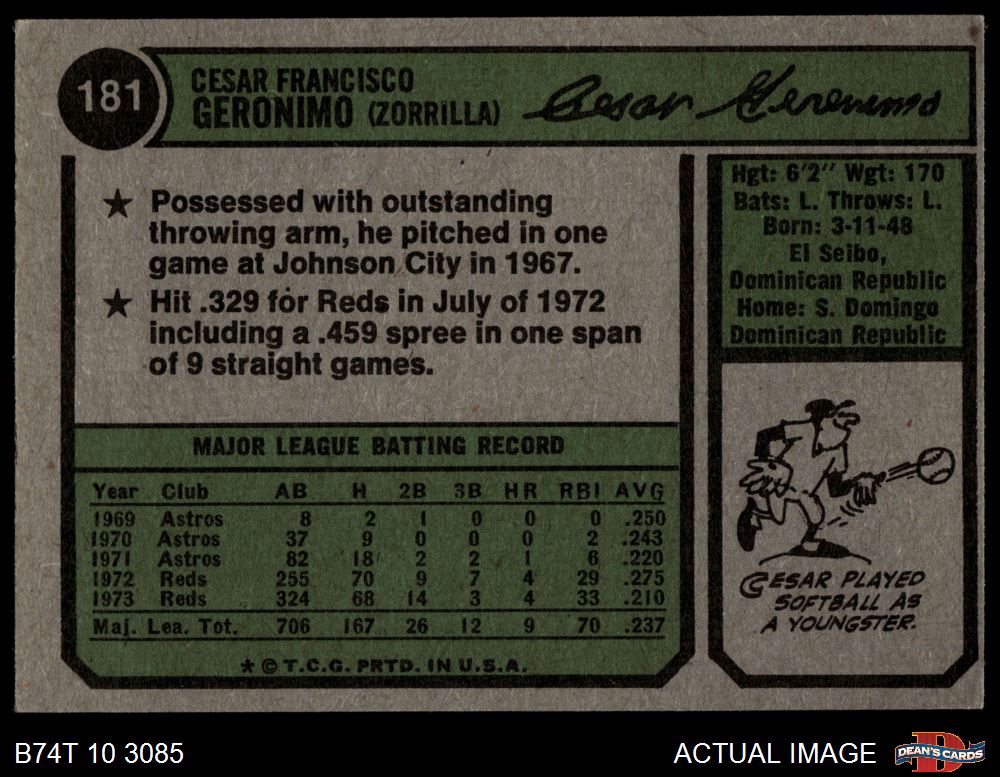 181
CESAR FRANCISCO
GERONIMO (ZORRILLA)
Cesar Geronimo
★ Possessed with outstanding
throwing arm, he pitched in one
game at Johnson City in 1967.
★ Hit .329 for Reds in July of 1972
including a .459 spree in one span
of 9 straight games.
Hgt: 6'2" Wgt: 170
Bats: L. Throws: L.
Born: 3-11-48
El Seibo,
Dominican Republic
Home: S. Domingo
Dominican Republic
MAJOR LEAGUE BATTING RECORD
Year Club AB H 2B 3B HR RBI AVG
1969 Astros 8 2 1 0 0 0 .250
1970 Astros 37 9 0 0 0 2 .243
1971 Astros 82 18 2 2 1 6 .220
1972 Reds 255 70 9 7 4 29 .275
1973 Reds 324 68 14 3 4 33 .210
Maj. Lea. Tot. 706 167 26 12 9 70 .237
* © T.C.G. PRTD. IN U.S.A.
CESAR PLAYED
SOFTBALL AS
A YOUNGSTER.
B74T 10 3085
ACTUAL IMAGE
D
DEAN'S CARDS